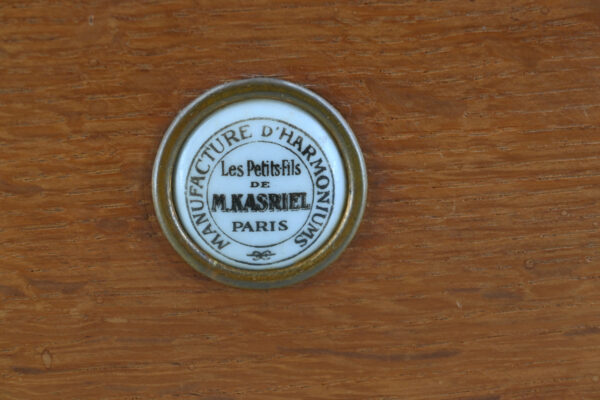 MANUFACTURE D'HARMONIUMS
Les Petits Fils
DE
M. KASRIEL
PARIS